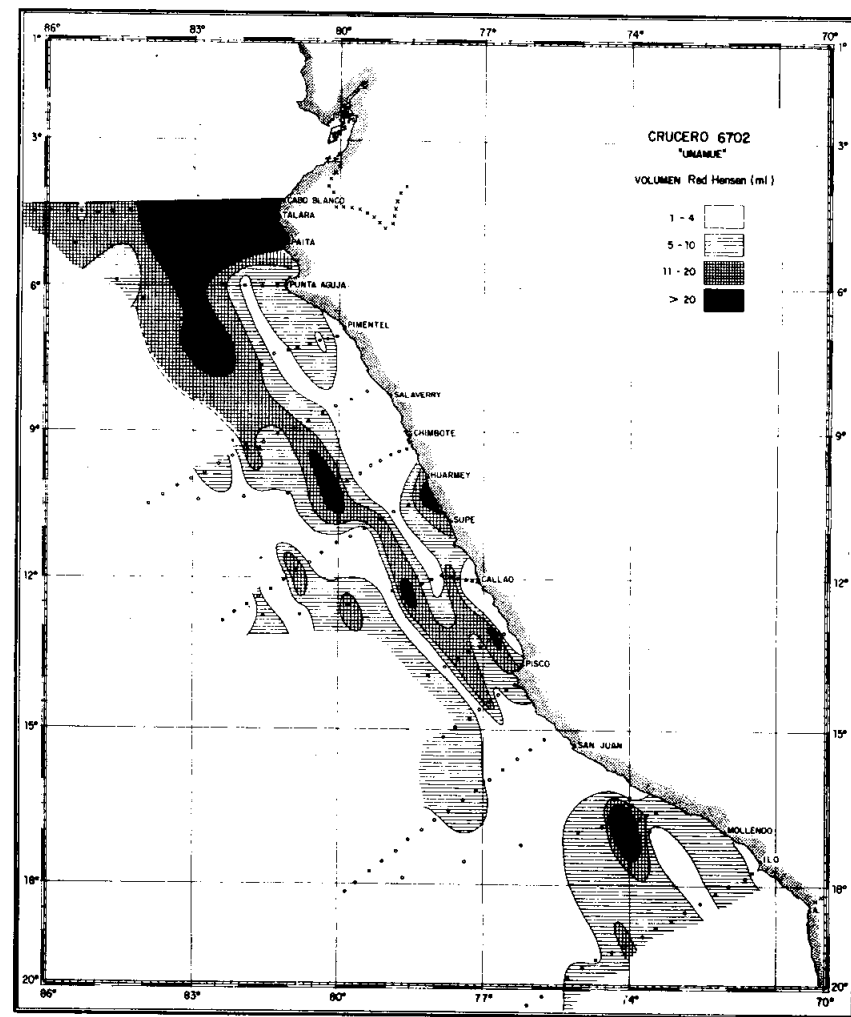 86° 83° 80° 77° 74° 70°
1° 1°
CRUCERO 6702
"UNANUE"
3° 3°
VOLUMEN Red Hensen (ml)
CABO BLANCO
1 - 4
TALARA
PAITA
5 - 10
11 - 20
6° PUNTA AGUJA 6°
> 20
PIMENTEL
SALAVERRY
9° CHIMBOTE 9°
HUARMEY
SUPE
12° CALLAO 12°
PISCO
15° SAN JUAN 15°
MOLLENDO
ILO
18° 18°
20° 20°
86° 83° 80° 77° 74° 70°